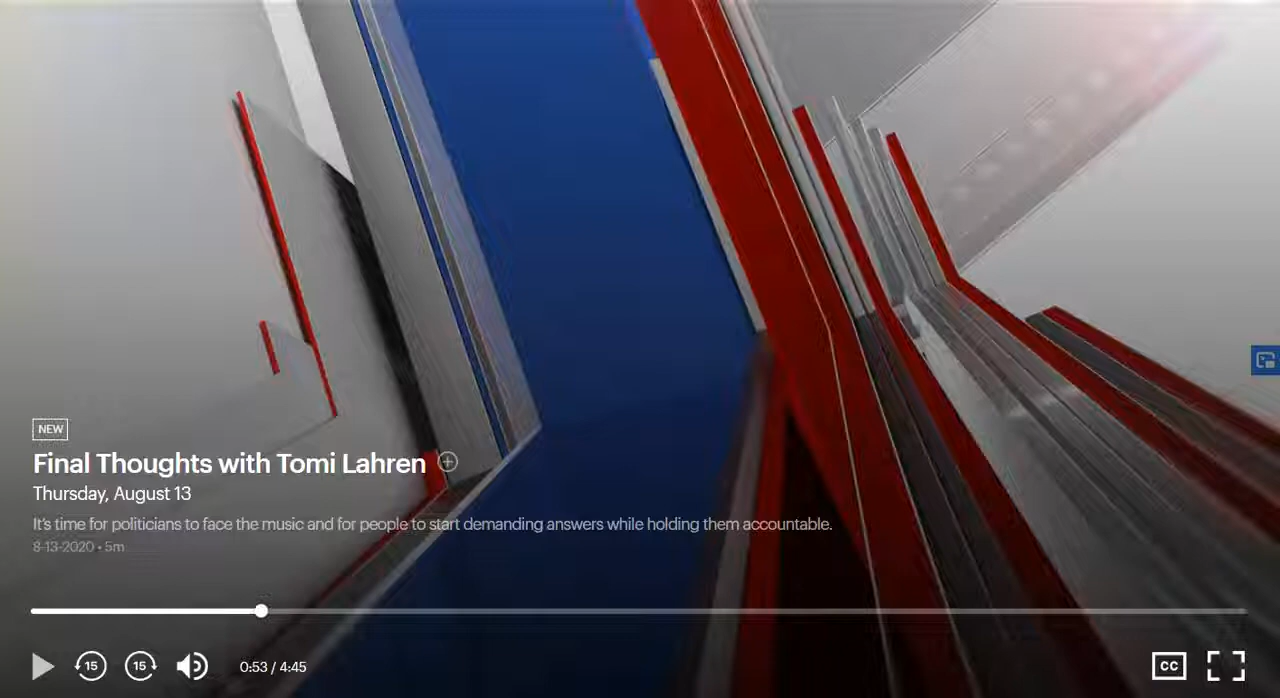 NEW
Final Thoughts with Tomi Lahren
Thursday, August 13
It's time for politicians to face the music and for people to start demanding answers while holding them accountable.
8-13-2020 • 5m
15 15 0:53 / 4:45 CC